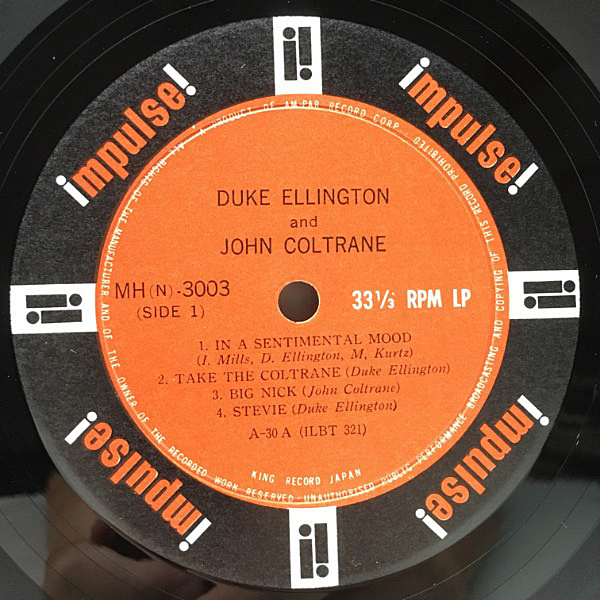 impulse!
impulse!
DUKE ELLINGTON
and
JOHN COLTRANE
MH (N) -3003
(SIDE 1)
33 1/3 RPM LP
1. IN A SENTIMENTAL MOOD
(I. Mills, D. Ellington, M, Kurtz)
2. TAKE THE COLTRANE (Duke Ellington)
3. BIG NICK (John Coltrane)
4. STEVIE (Duke Ellington)
A-30 A (ILBT 321)
KING RECORD JAPAN
A PRODUCT OF AM-PAR RECORD CORP. ALL RIGHTS OF THE MANUFACTURER AND OF THE OWNER OF THE RECORDED WORK RESERVED-UNAUTHORISED PUBLIC PERFORMANCE BROADCASTING AND COPYING OF THIS RECORD PROHIBITED
impulse!
impulse!